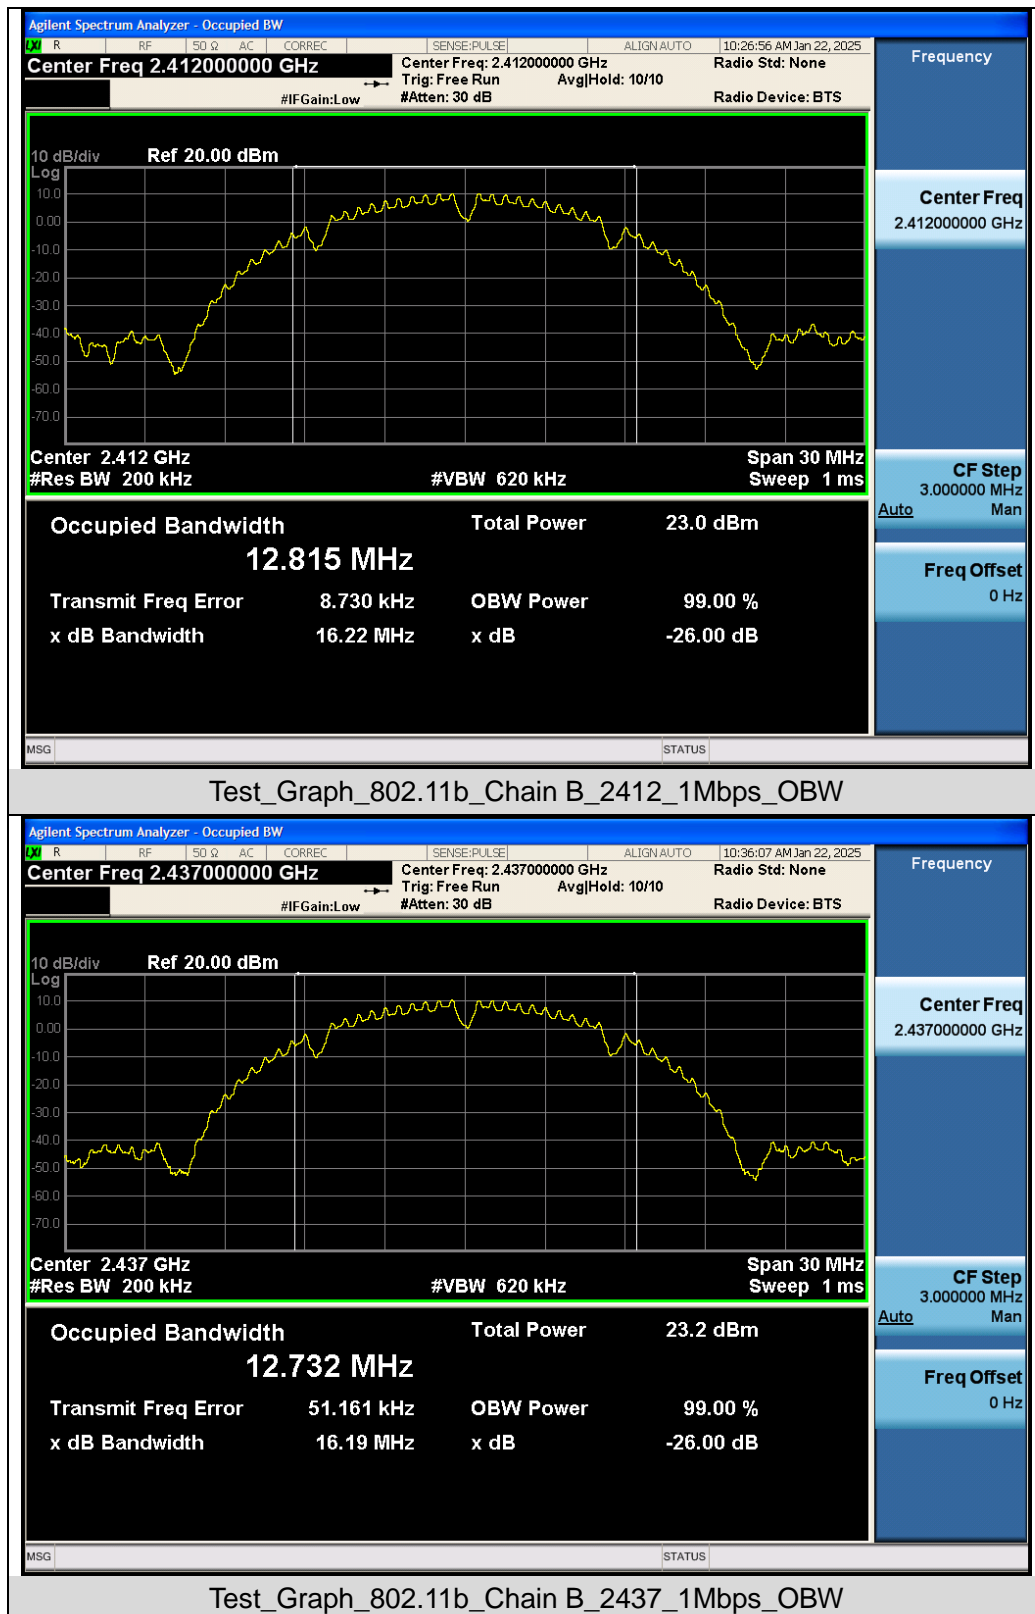 Agilent Spectrum Analyzer - Occupied BW
LXI R RF 50 Ω AC CORREC SENSE:PULSE ALIGN AUTO 10:26:56 AM Jan 22, 2025
Center Freq 2.412000000 GHz Center Freq: 2.412000000 GHz Radio Std: None
Trig: Free Run Avg|Hold: 10/10
#IFGain:Low #Atten: 30 dB Radio Device: BTS
Frequency
10 dB/div Ref 20.00 dBm
Log
10.0
0.00
-10.0
-20.0
-30.0
-40.0
-50.0
-60.0
-70.0
Center 2.412 GHz Span 30 MHz
#Res BW 200 kHz #VBW 620 kHz Sweep 1 ms
Center Freq
2.412000000 GHz
CF Step
3.000000 MHz
Auto Man
Freq Offset
0 Hz
Occupied Bandwidth Total Power 23.0 dBm
12.815 MHz
Transmit Freq Error 8.730 kHz OBW Power 99.00 %
x dB Bandwidth 16.22 MHz x dB -26.00 dB
MSG STATUS
Test_Graph_802.11b_Chain B_2412_1Mbps_OBW
Agilent Spectrum Analyzer - Occupied BW
LXI R RF 50 Ω AC CORREC SENSE:PULSE ALIGN AUTO 10:36:07 AM Jan 22, 2025
Center Freq 2.437000000 GHz Center Freq: 2.437000000 GHz Radio Std: None
Trig: Free Run Avg|Hold: 10/10
#IFGain:Low #Atten: 30 dB Radio Device: BTS
Frequency
10 dB/div Ref 20.00 dBm
Log
10.0
0.00
-10.0
-20.0
-30.0
-40.0
-50.0
-60.0
-70.0
Center 2.437 GHz Span 30 MHz
#Res BW 200 kHz #VBW 620 kHz Sweep 1 ms
Center Freq
2.437000000 GHz
CF Step
3.000000 MHz
Auto Man
Freq Offset
0 Hz
Occupied Bandwidth Total Power 23.2 dBm
12.732 MHz
Transmit Freq Error 51.161 kHz OBW Power 99.00 %
x dB Bandwidth 16.19 MHz x dB -26.00 dB
MSG STATUS
Test_Graph_802.11b_Chain B_2437_1Mbps_OBW